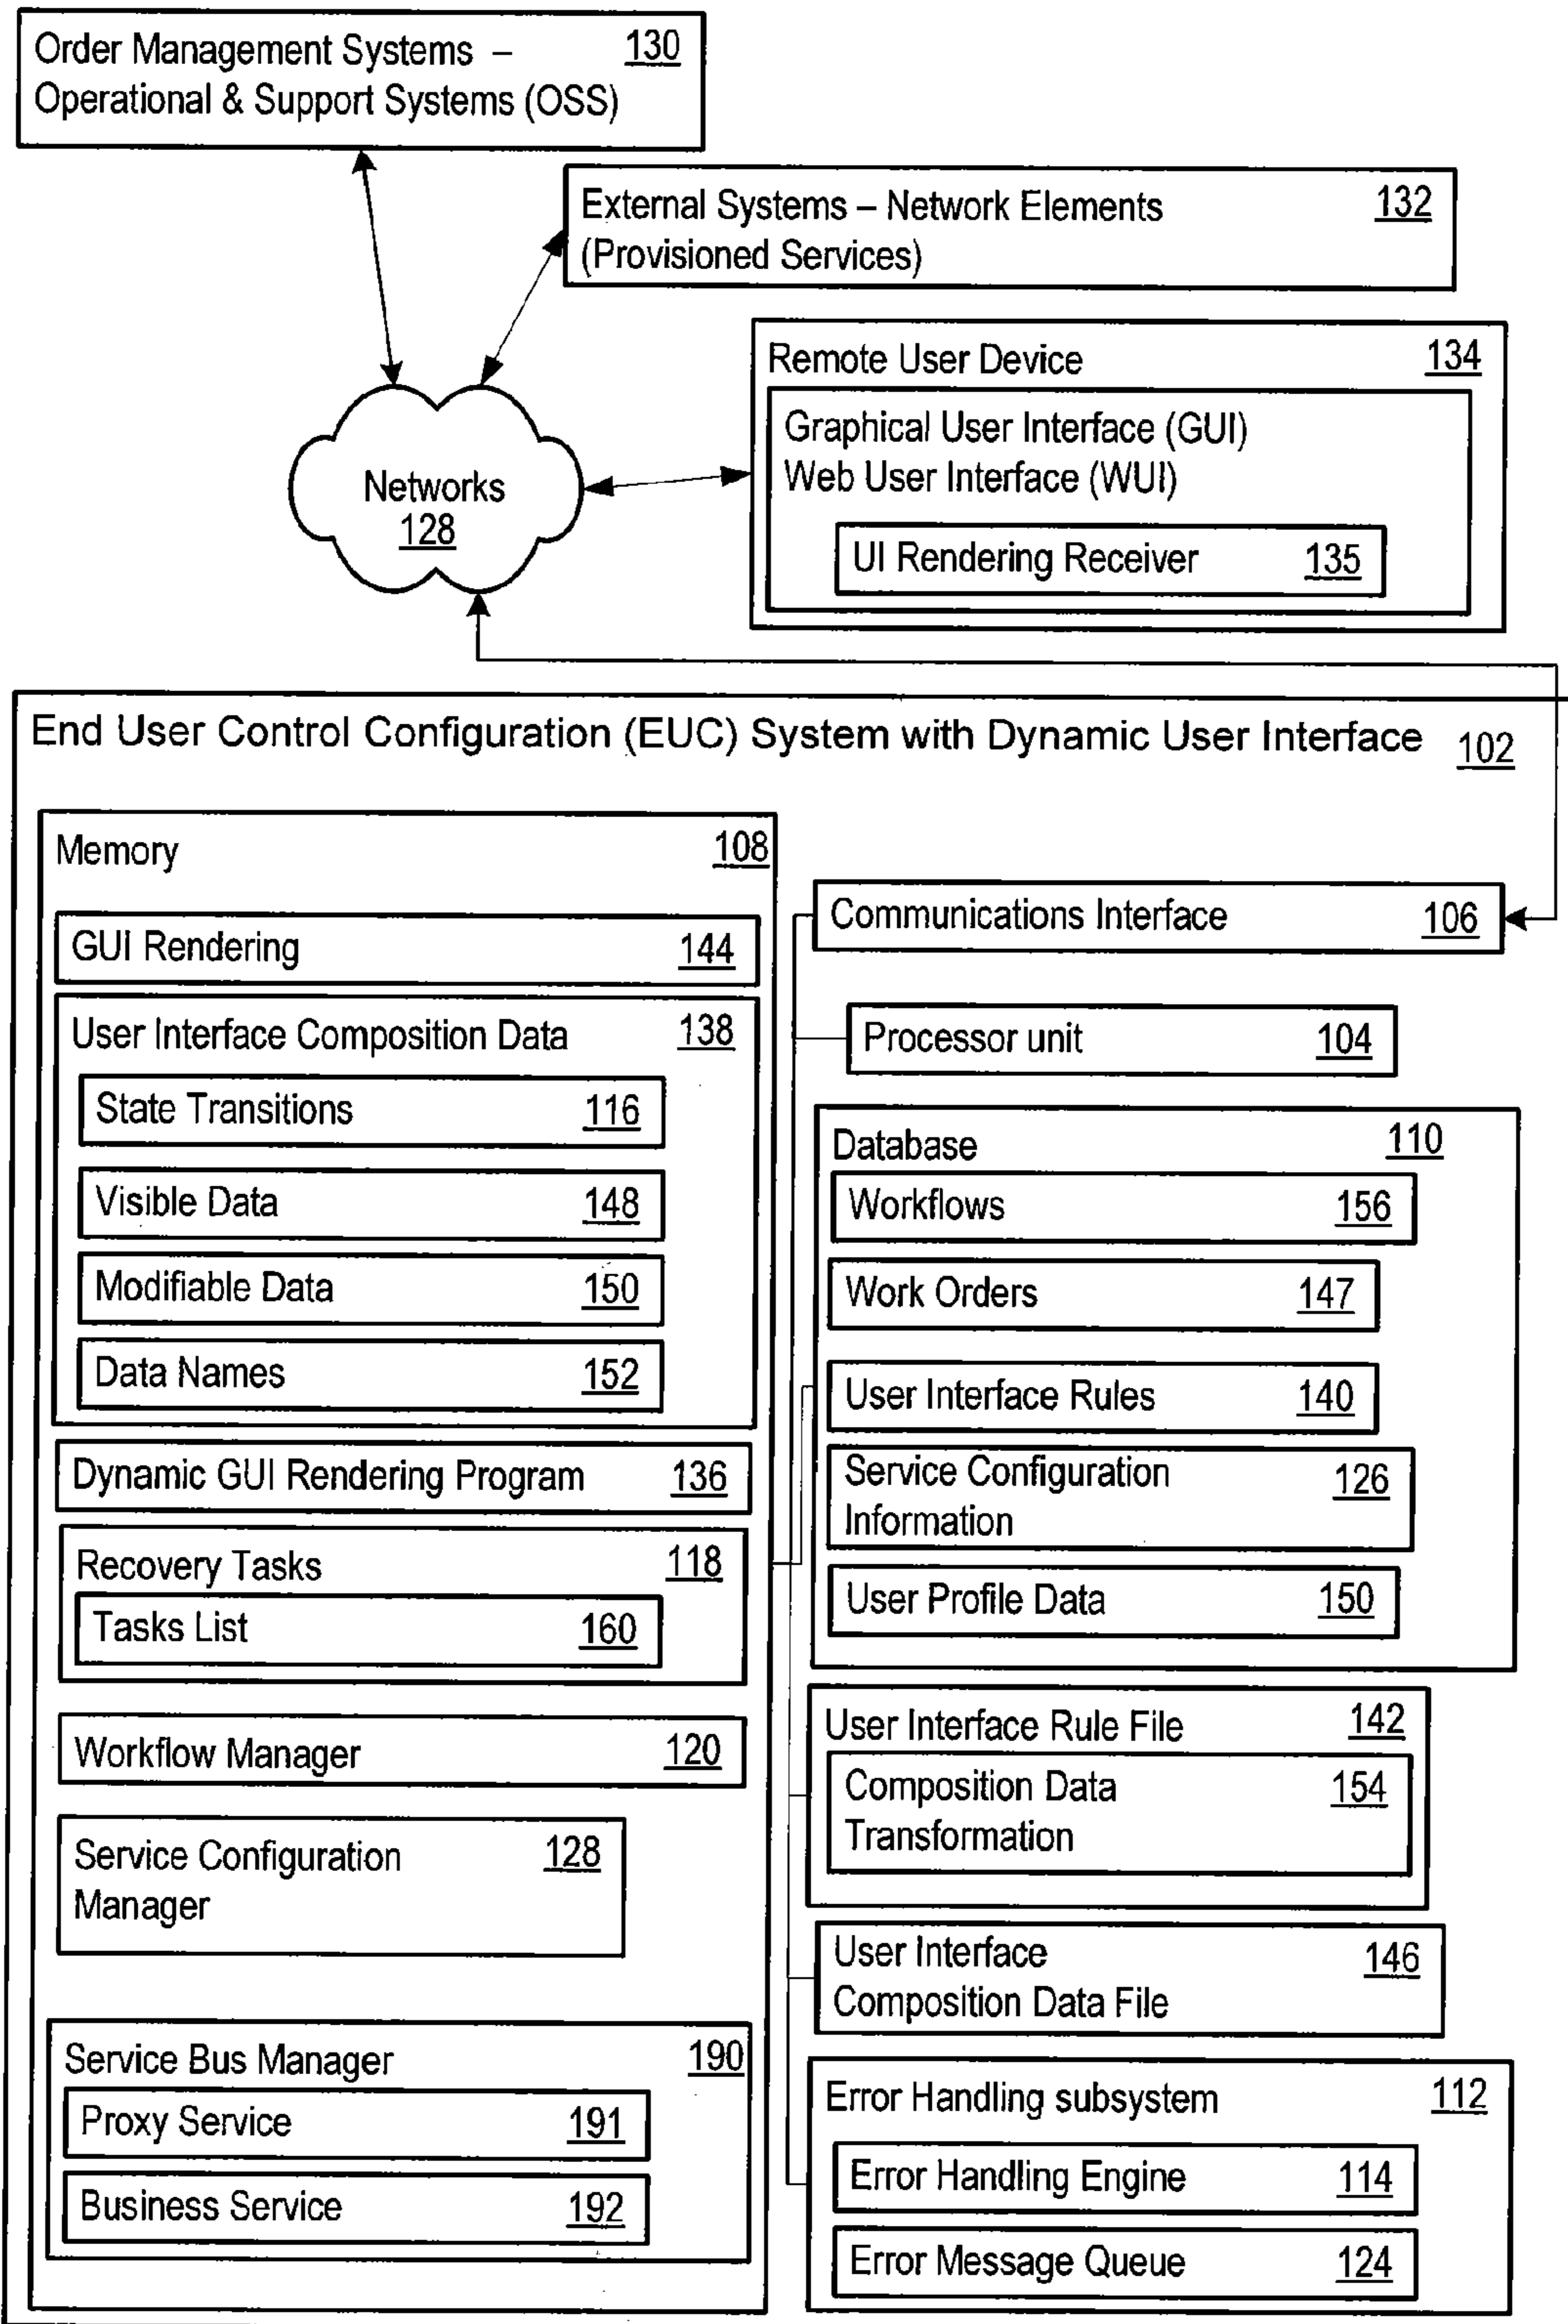 Order Management Systems – 130
Operational & Support Systems (OSS)
External Systems – Network Elements 132
(Provisioned Services)
Remote User Device 134
Graphical User Interface (GUI)
Web User Interface (WUI)
UI Rendering Receiver 135
Networks
128
End User Control Configuration (EUC) System with Dynamic User Interface 102
Memory 108
GUI Rendering 144
User Interface Composition Data 138
State Transitions 116
Visible Data 148
Modifiable Data 150
Data Names 152
Dynamic GUI Rendering Program 136
Recovery Tasks 118
Tasks List 160
Workflow Manager 120
Service Configuration 128
Manager
Service Bus Manager 190
Proxy Service 191
Business Service 192
Communications Interface 106
Processor unit 104
Database 110
Workflows 156
Work Orders 147
User Interface Rules 140
Service Configuration 126
Information
User Profile Data 150
User Interface Rule File 142
Composition Data 154
Transformation
User Interface 146
Composition Data File
Error Handling subsystem 112
Error Handling Engine 114
Error Message Queue 124